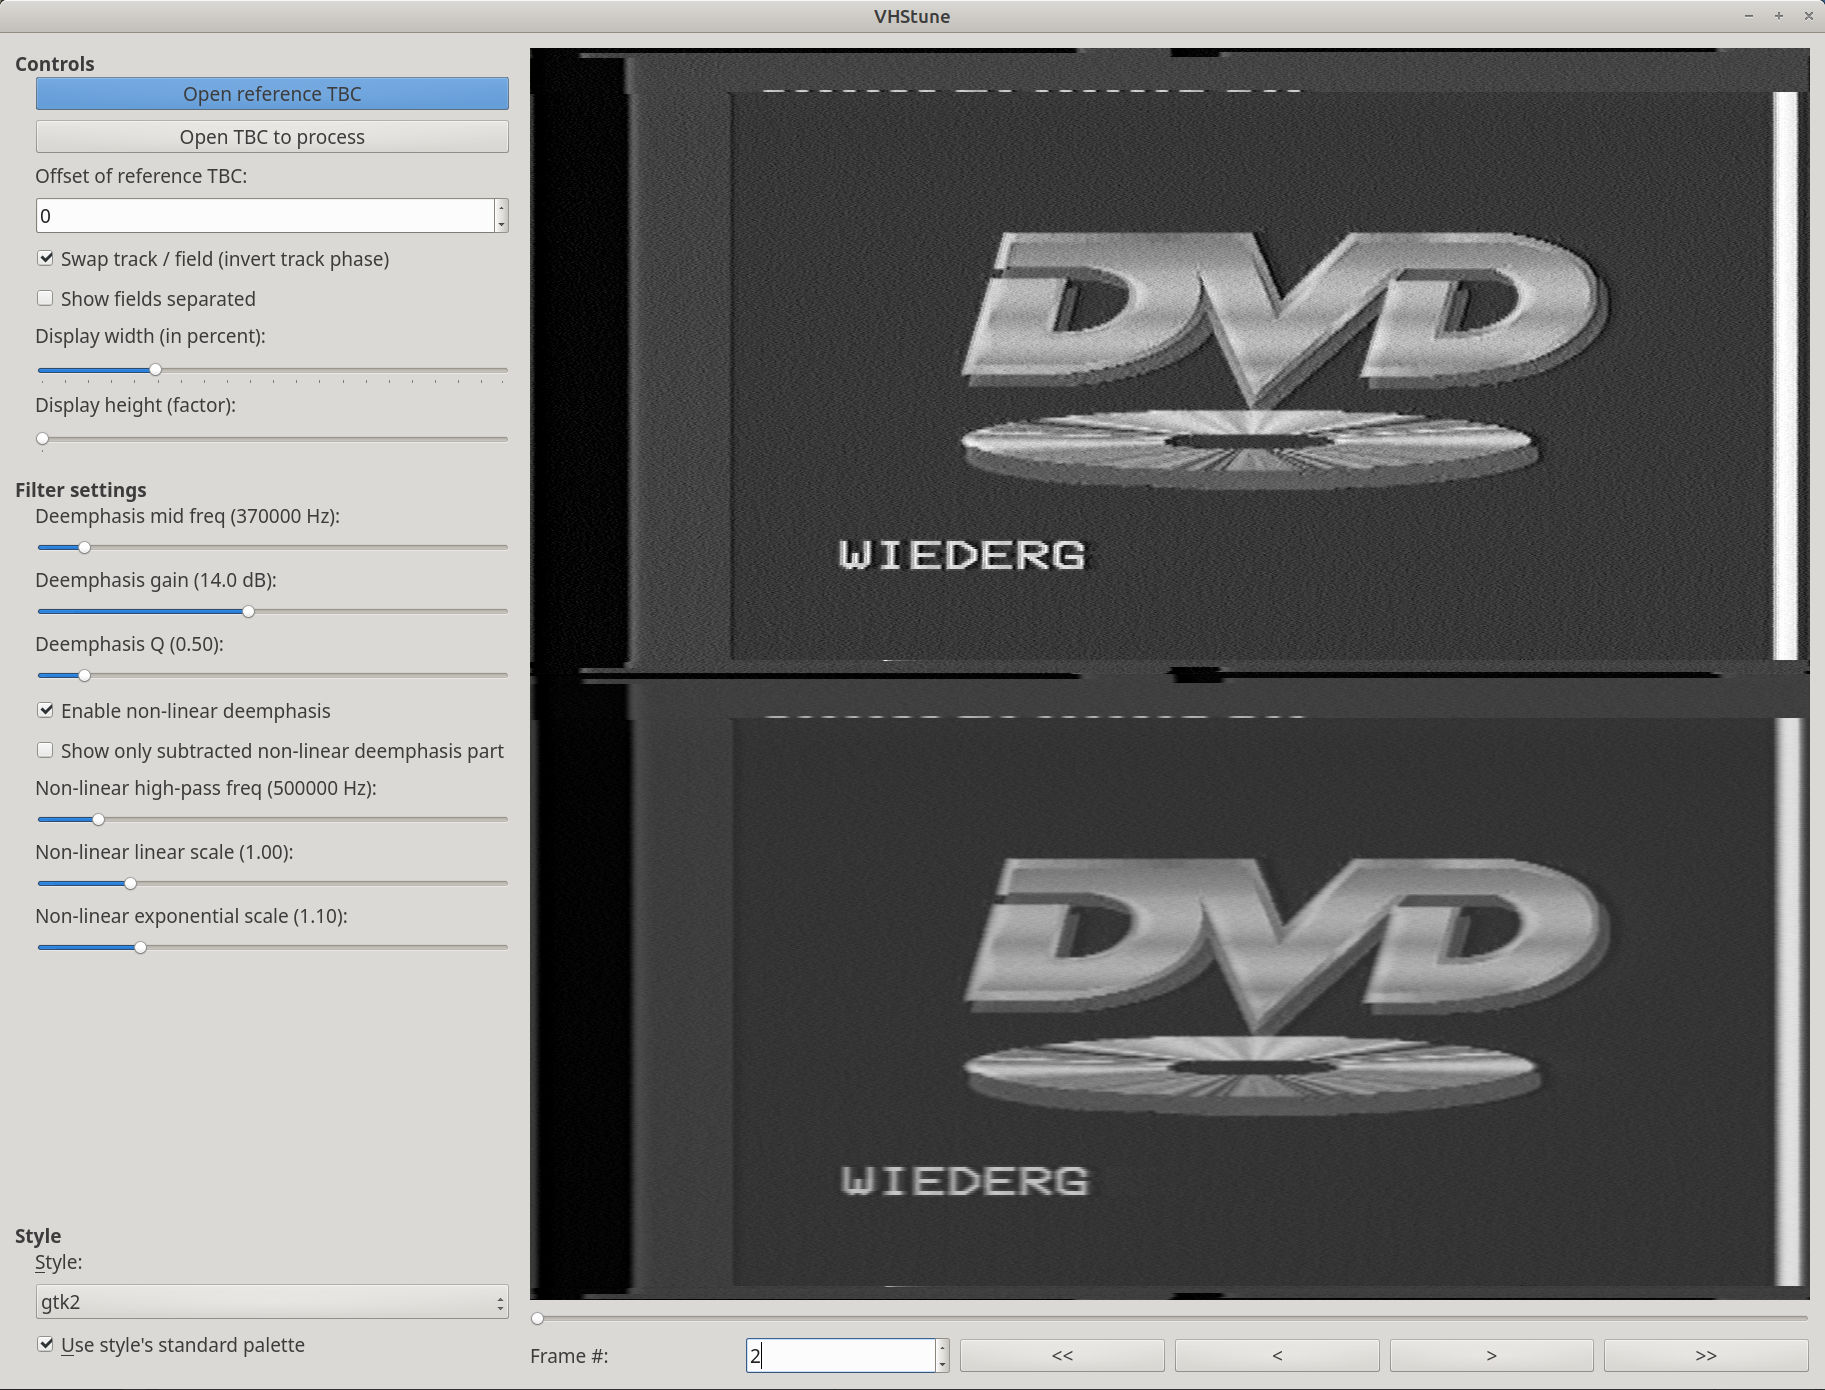 VHStune
Controls
Open reference TBC
Open TBC to process
Offset of reference TBC:
0
Swap track / field (invert track phase)
Show fields separated
Display width (in percent):
Display height (factor):
Filter settings
Deemphasis mid freq (370000 Hz):
Deemphasis gain (14.0 dB):
Deemphasis Q (0.50):
Enable non-linear deemphasis
Show only subtracted non-linear deemphasis part
Non-linear high-pass freq (500000 Hz):
Non-linear linear scale (1.00):
Non-linear exponential scale (1.10):
Style
Style:
gtk2
Use style's standard palette
DVD
WIEDERG
DVD
WIEDERG
Frame #:
2
<<
<
>
>>